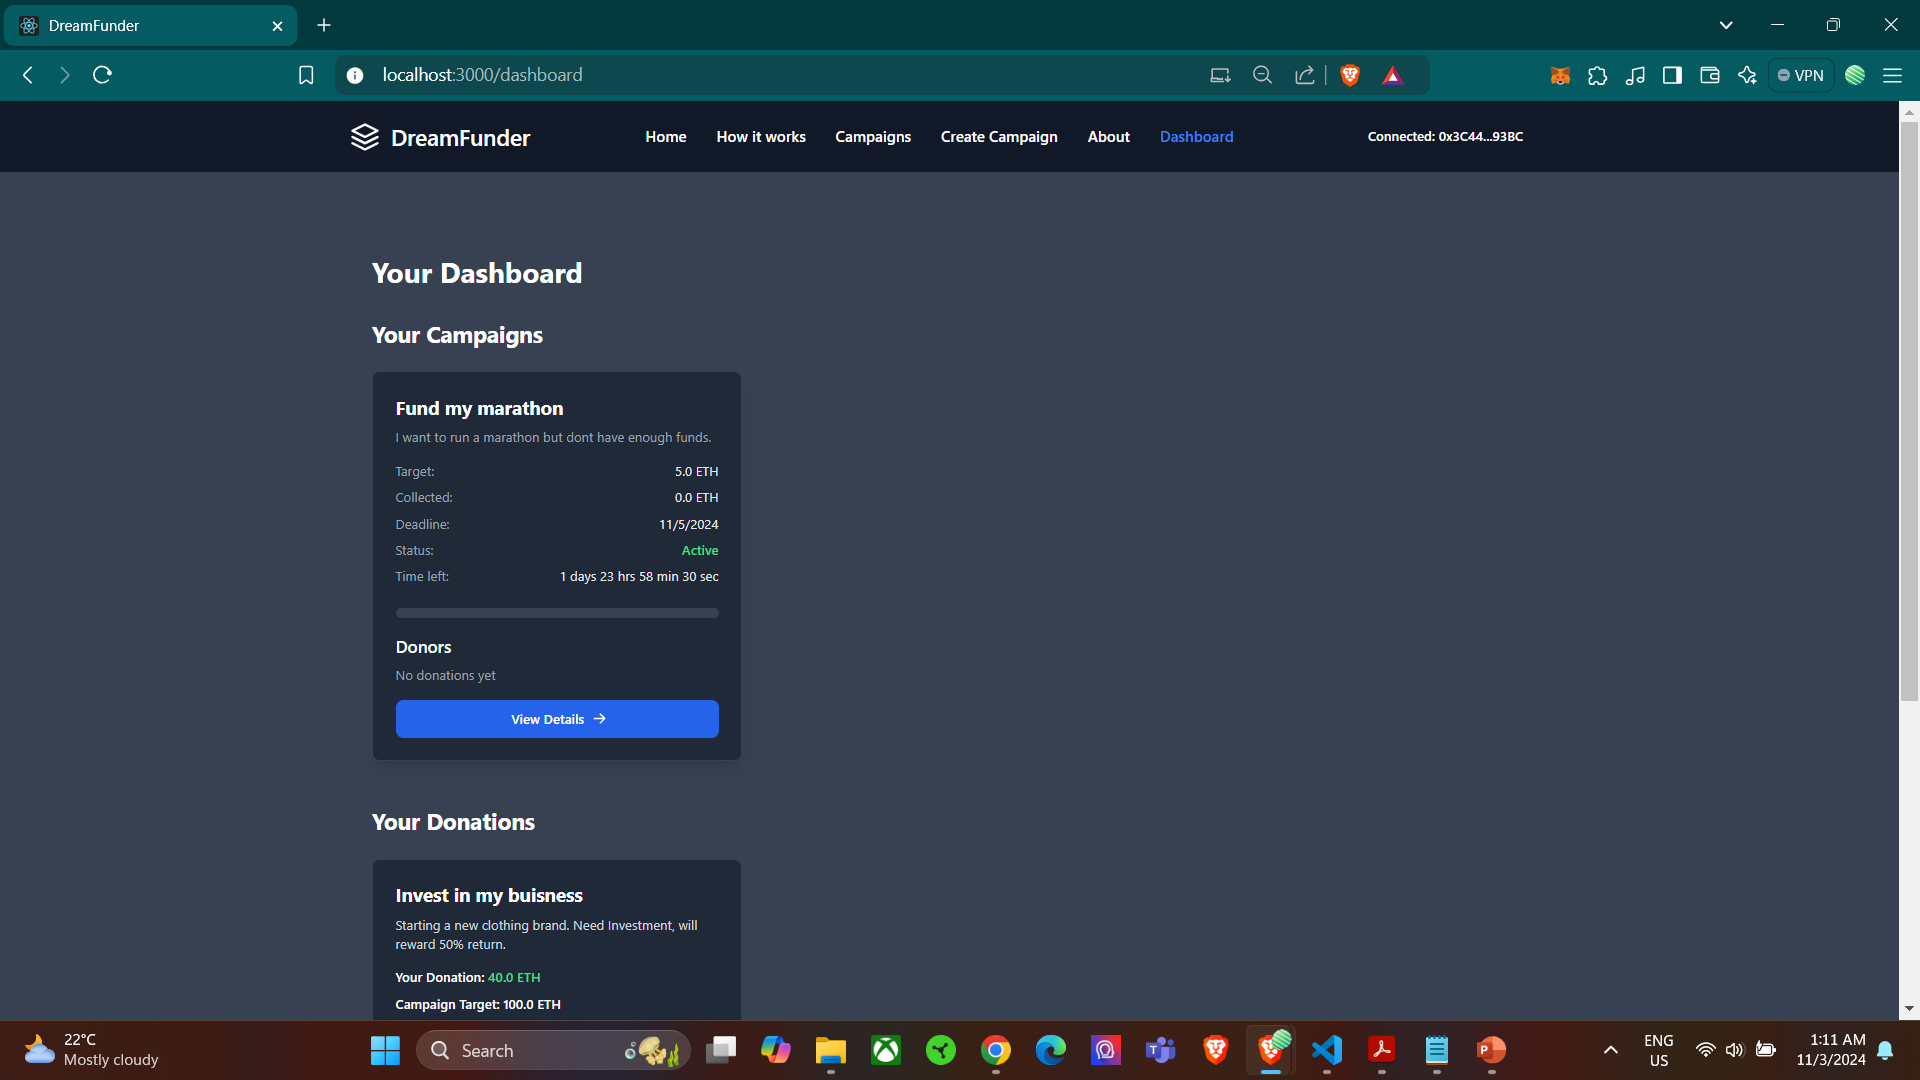 DreamFunder
localhost:3000/dashboard
VPN
DreamFunder
Home How it works Campaigns Create Campaign About Dashboard
Connected: 0x3C44...93BC
Your Dashboard
Your Campaigns
Fund my marathon
I want to run a marathon but dont have enough funds.
Target: 5.0 ETH
Collected: 0.0 ETH
Deadline: 11/5/2024
Status: Active
Time left: 1 days 23 hrs 58 min 30 sec
Donors
No donations yet
View Details →
Your Donations
Invest in my buisness
Starting a new clothing brand. Need Investment, will
reward 50% return.
Your Donation: 40.0 ETH
Campaign Target: 100.0 ETH
22°C
Mostly cloudy
Search
ENG
US
1:11 AM
11/3/2024